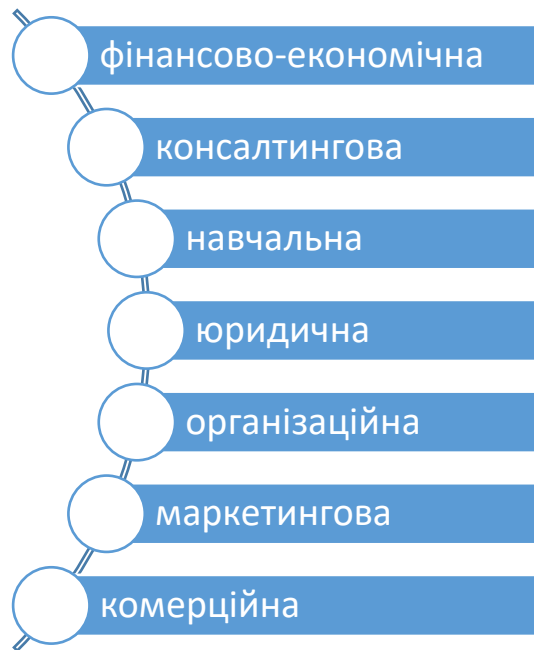 фінансово-економічна
консалтингова
навчальна
юридична
організаційна
маркетингова
комерційна